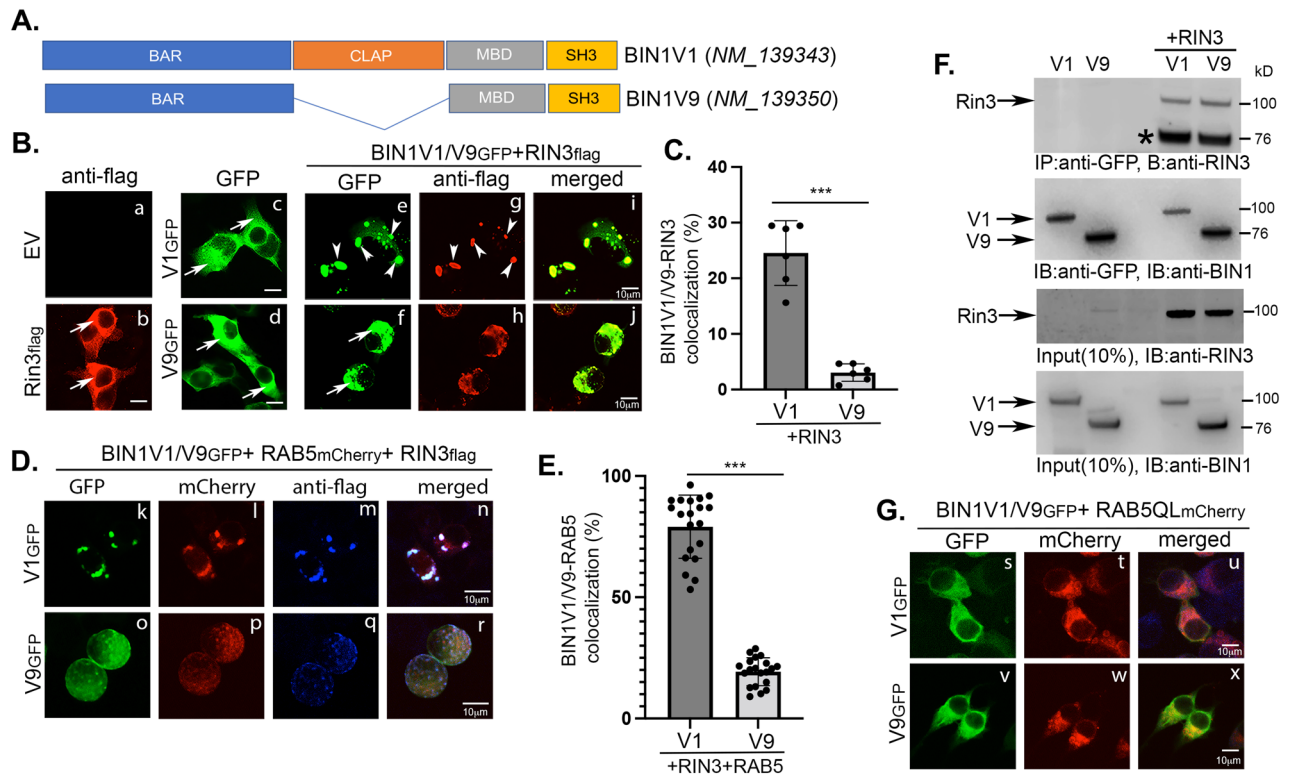 A.
BAR CLAP MBD SH3 BIN1V1 (NM_139343)
BAR MBD SH3 BIN1V9 (NM_139350)
B.
BIN1V1/V9GFP+RIN3flag
anti-flag GFP GFP anti-flag merged
EV a V1GFP c e g i
10μm
Rin3flag b V9GFP d f h j
10μm
C.
BIN1V1/V9-RIN3
colocalization (%)
40
30
20
10
0
***
V1 V9
+RIN3
D.
BIN1V1/V9GFP+ RAB5mCherry+ RIN3flag
GFP mCherry anti-flag merged
V1GFP k l m n
10μm
V9GFP o p q r
10μm
E.
BIN1V1/V9-RAB5
colocalization (%)
100
50
0
***
V1 V9
+RIN3+RAB5
F.
+RIN3
V1 V9 V1 V9 kD
Rin3 100
* 76
IP:anti-GFP, B:anti-RIN3
V1 100
V9 76
IB:anti-GFP, IB:anti-BIN1
Rin3 100
Input(10%), IB:anti-RIN3
V1 100
V9 76
Input(10%), IB:anti-BIN1
G.
BIN1V1/V9GFP+ RAB5QLmCherry
GFP mCherry merged
V1GFP s t u
10μm
V9GFP v w x
10μm